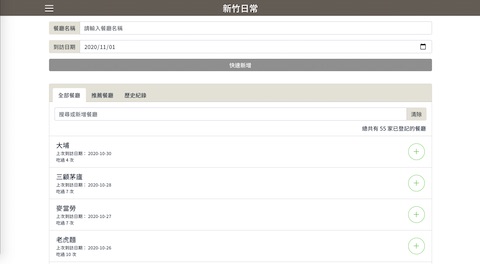 新竹日常
餐廳名稱 請輸入餐廳名稱
到訪日期 2020/11/01
快速新增
全部餐廳 推薦餐廳 歷史紀錄
搜尋或新增餐廳 清除
總共有 55 家已登記的餐廳
大埔
上次到訪日期： 2020-10-30
吃過 4 次
三顧茅廬
上次到訪日期： 2020-10-28
吃過 7 次
麥當勞
上次到訪日期： 2020-10-27
吃過 7 次
老虎麵
上次到訪日期： 2020-10-26
吃過 10 次